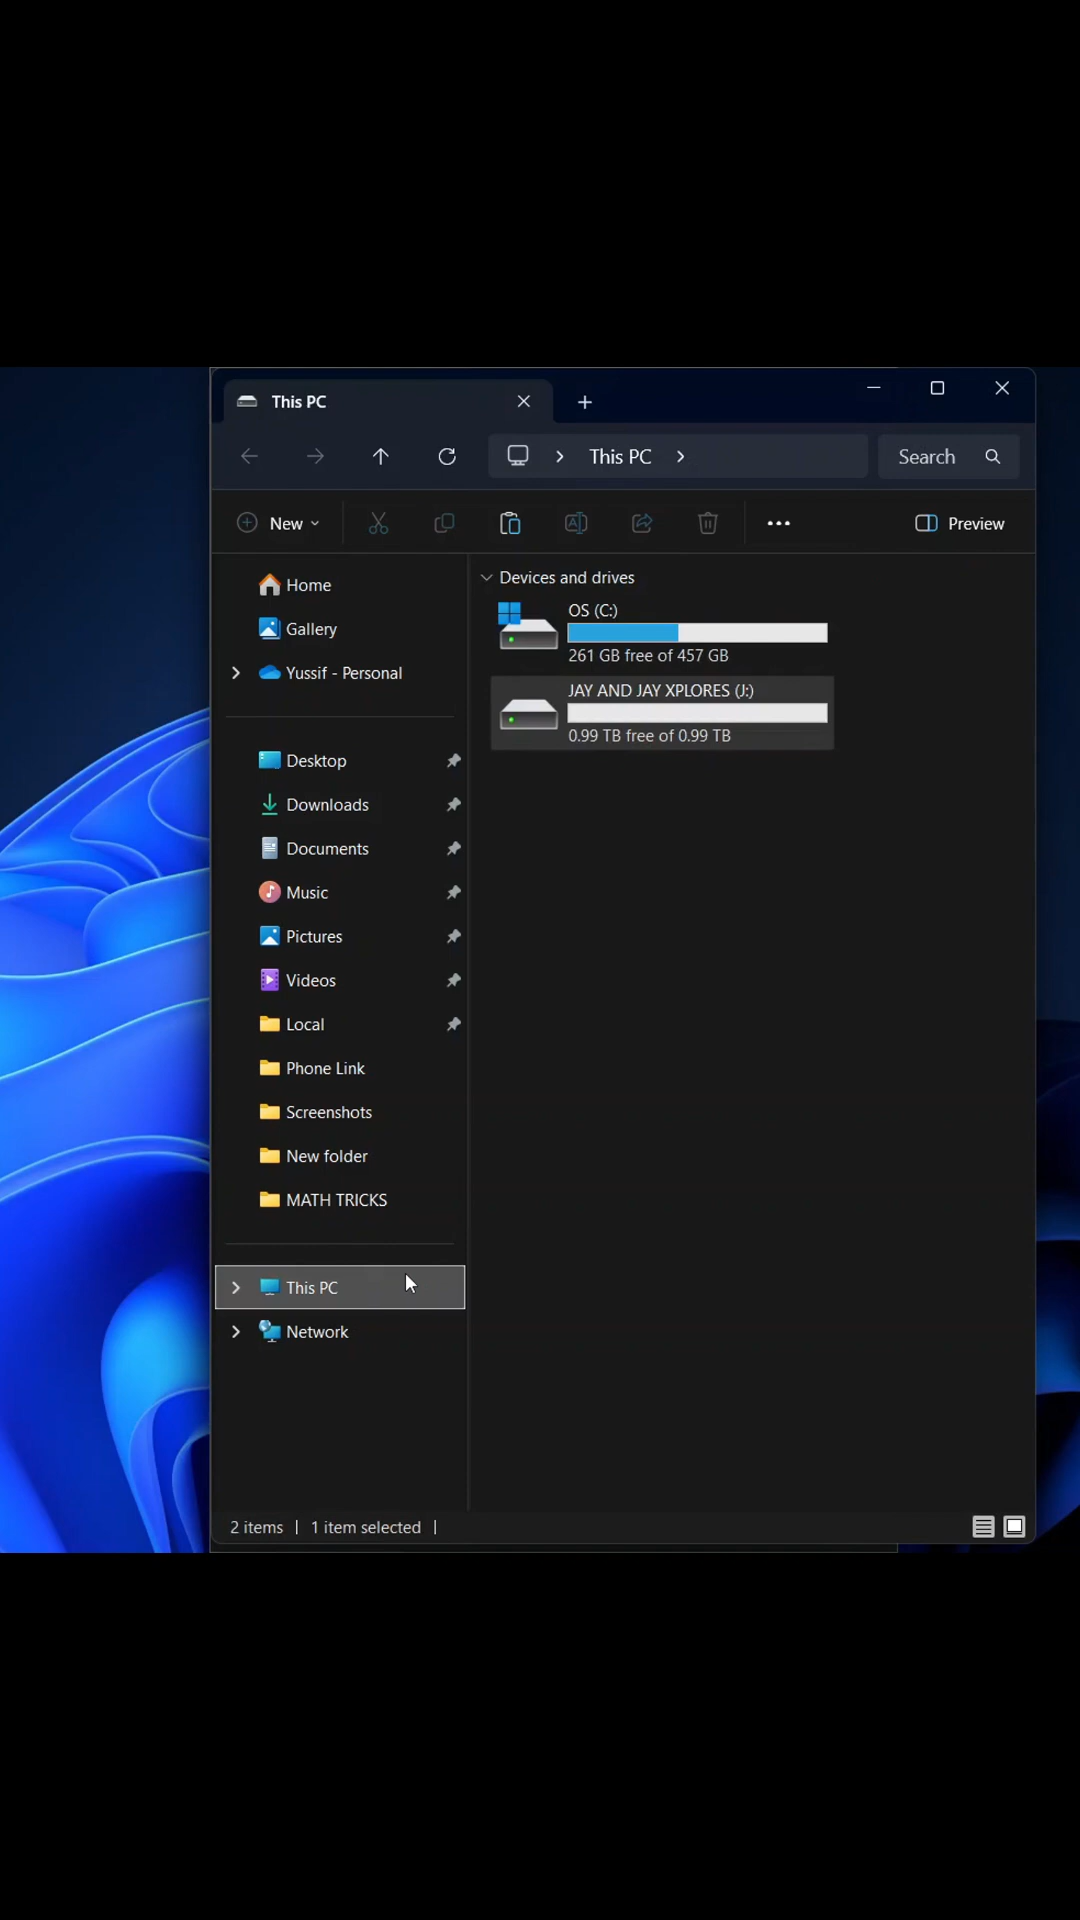 This PC
This PC
Search
New
Preview
Home
Gallery
Yussif - Personal
Desktop
Downloads
Documents
Music
Pictures
Videos
Local
Phone Link
Screenshots
New folder
MATH TRICKS
This PC
Network
Devices and drives
OS (C:)
261 GB free of 457 GB
JAY AND JAY XPLORES (J:)
0.99 TB free of 0.99 TB
2 items
1 item selected